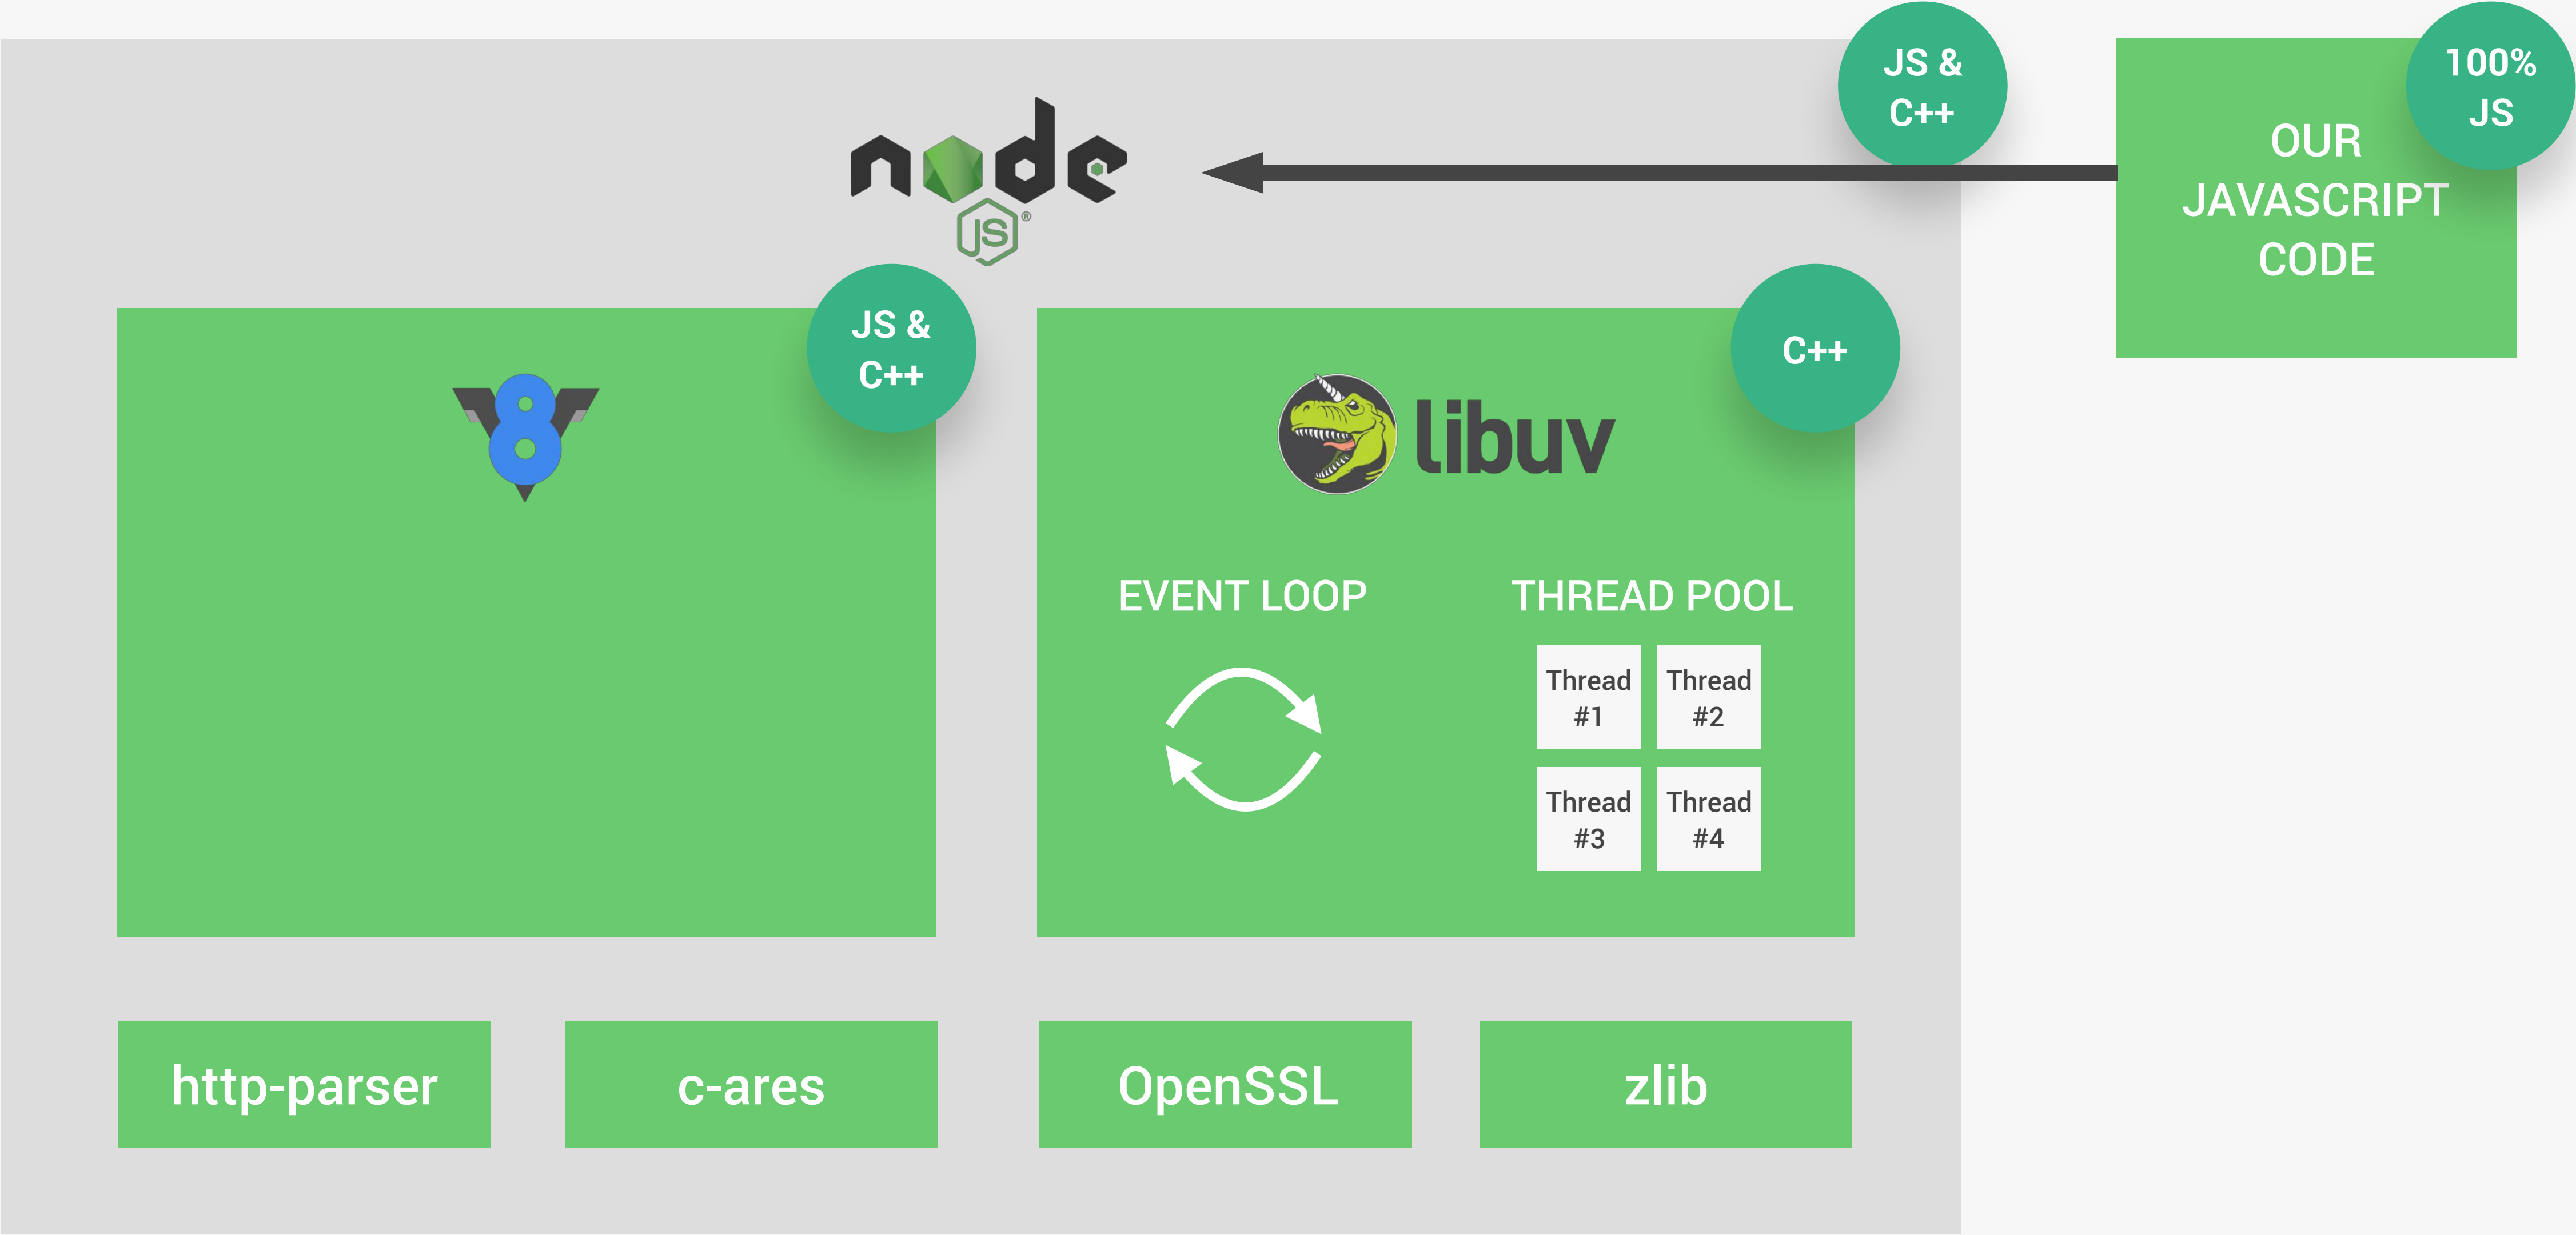 JS &
C++
100%
JS
OUR
JAVASCRIPT
CODE
node
JS®
JS &
C++
C++
V8
libuv
EVENT LOOP
THREAD POOL
Thread
#1
Thread
#2
Thread
#3
Thread
#4
http-parser
c-ares
OpenSSL
zlib